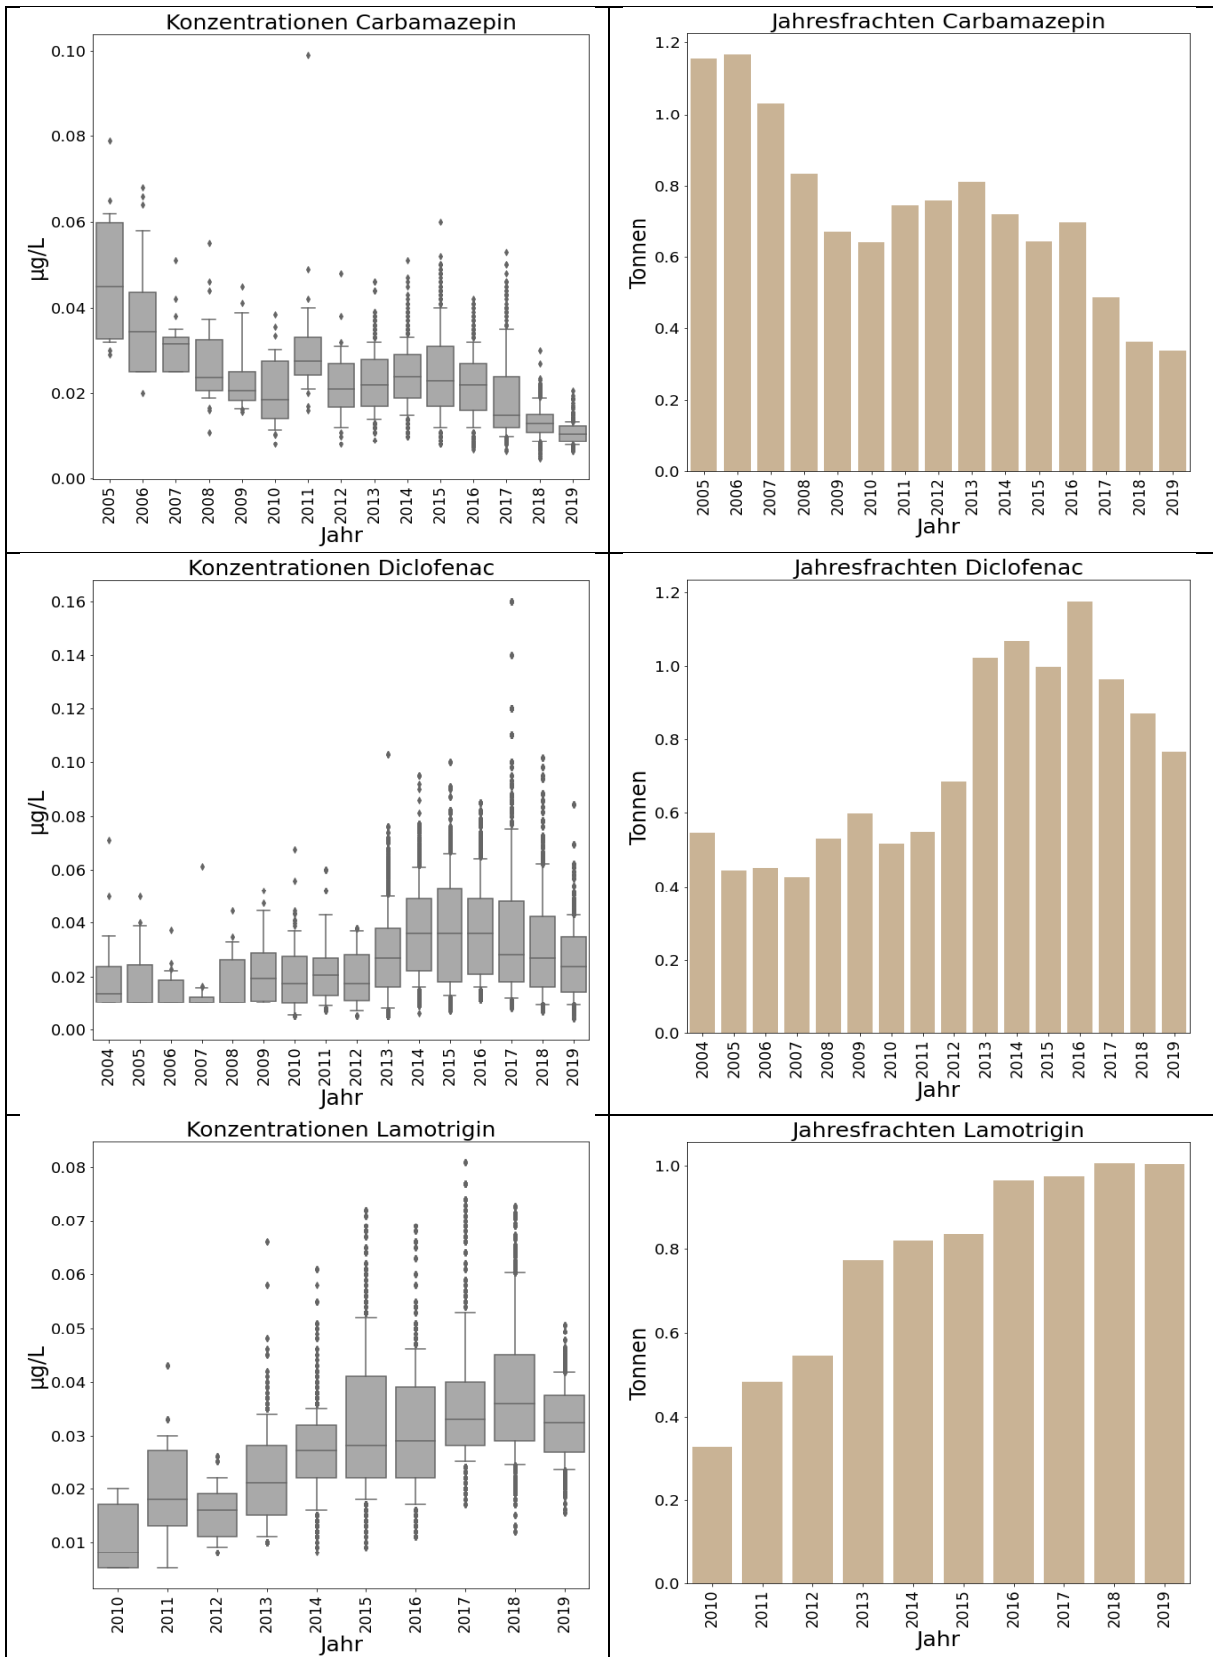 Konzentrationen Carbamazepin
0.10
0.08
0.06
0.04
0.02
0.00
µg/L
2005 2006 2007 2008 2009 2010 2011 2012 2013 2014 2015 2016 2017 2018 2019
Jahr
Jahresfrachten Carbamazepin
1.2
1.0
0.8
0.6
0.4
0.2
0.0
Tonnen
2005 2006 2007 2008 2009 2010 2011 2012 2013 2014 2015 2016 2017 2018 2019
Jahr
Konzentrationen Diclofenac
0.16
0.14
0.12
0.10
0.08
0.06
0.04
0.02
0.00
µg/L
2004 2005 2006 2007 2008 2009 2010 2011 2012 2013 2014 2015 2016 2017 2018 2019
Jahr
Jahresfrachten Diclofenac
1.2
1.0
0.8
0.6
0.4
0.2
0.0
Tonnen
2004 2005 2006 2007 2008 2009 2010 2011 2012 2013 2014 2015 2016 2017 2018 2019
Jahr
Konzentrationen Lamotrigin
0.08
0.07
0.06
0.05
0.04
0.03
0.02
0.01
µg/L
2010 2011 2012 2013 2014 2015 2016 2017 2018 2019
Jahr
Jahresfrachten Lamotrigin
1.0
0.8
0.6
0.4
0.2
0.0
Tonnen
2010 2011 2012 2013 2014 2015 2016 2017 2018 2019
Jahr